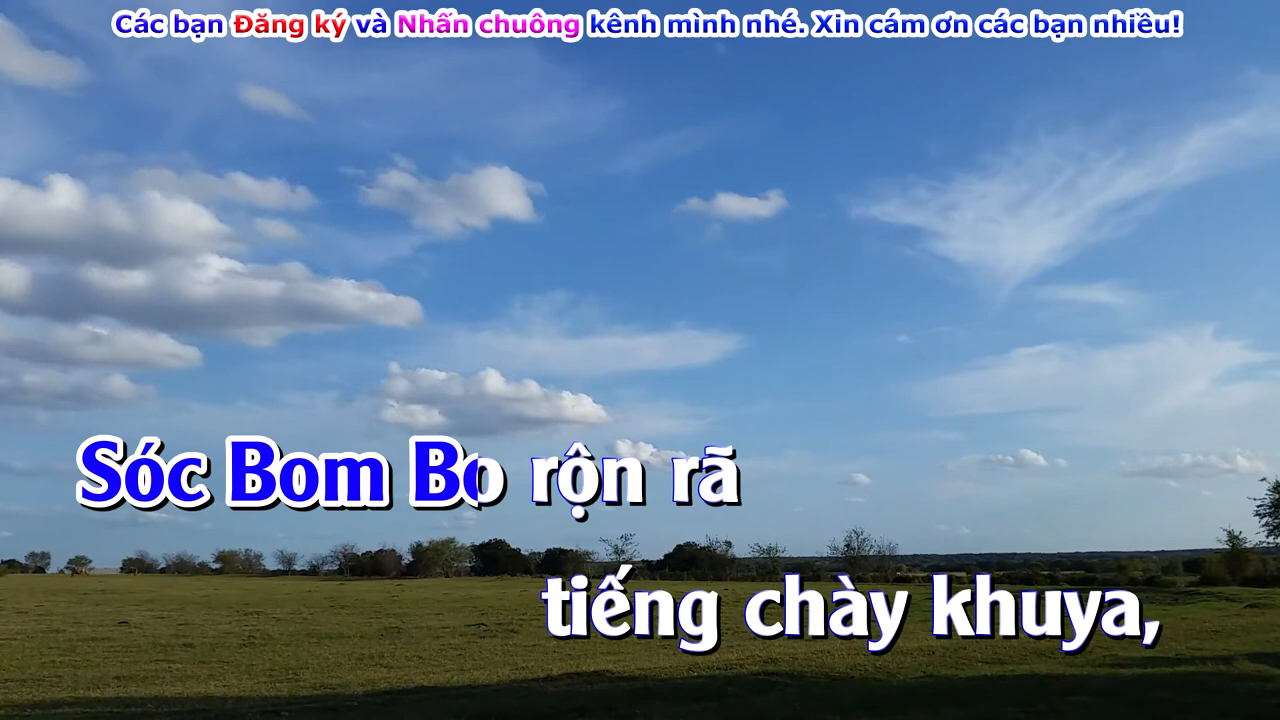 Các bạn Đăng ký và Nhấn chuông kênh mình nhé. Xin cám ơn các bạn nhiều!
Sóc Bom Bo rộn rã
tiếng chày khuya,